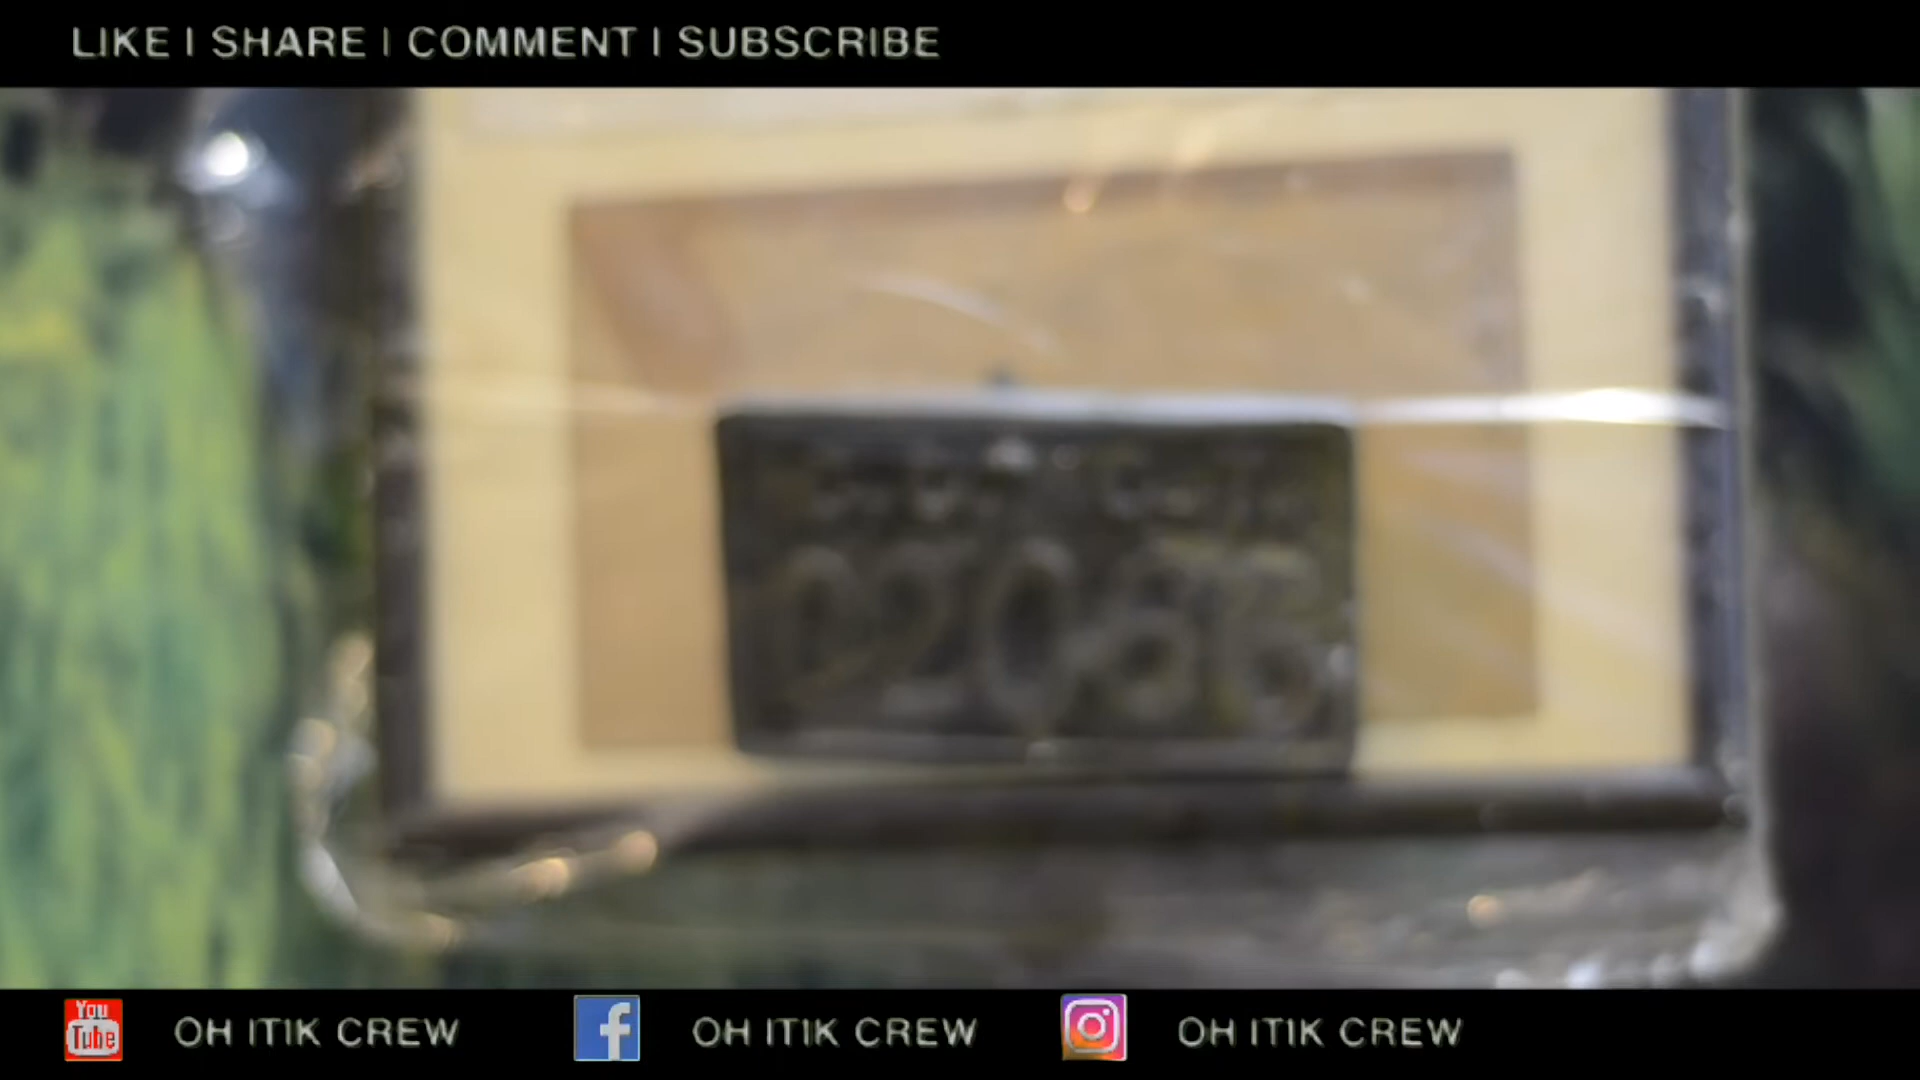 LIKE | SHARE | COMMENT | SUBSCRIBE
You
Tube
OH ITIK CREW
f
OH ITIK CREW
OH ITIK CREW